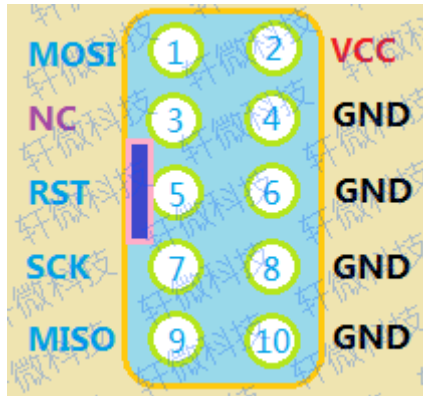 MOSI 1 2 VCC
NC 3 4 GND
RST 5 6 GND
SCK 7 8 GND
MISO 9 10 GND
轩微科技